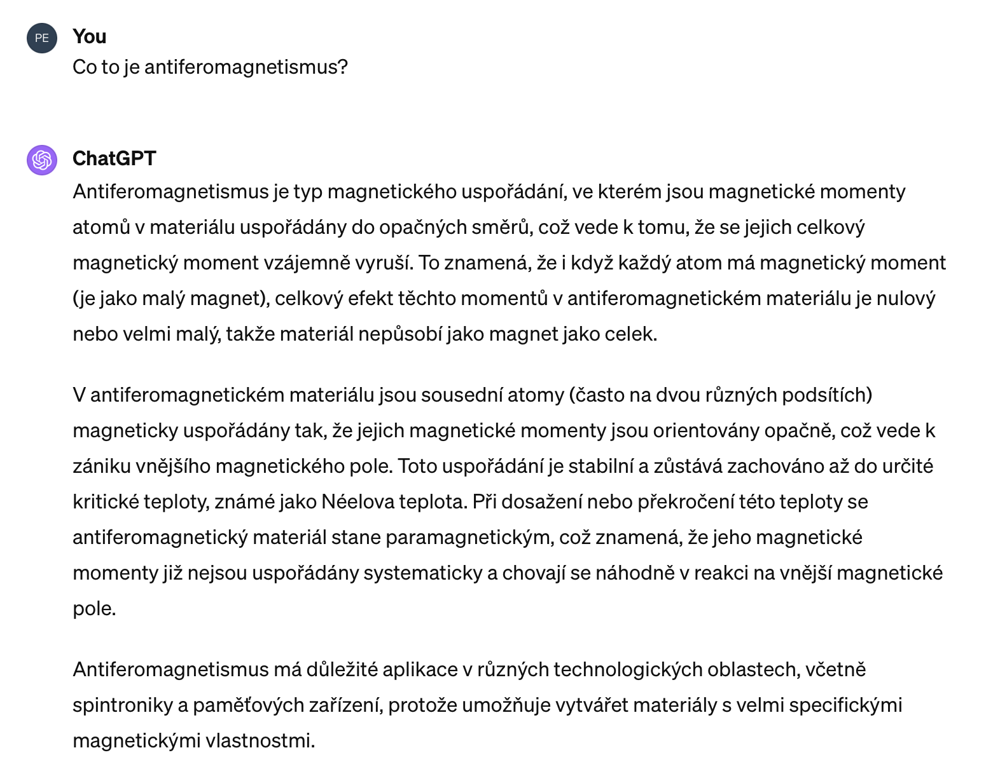 PE
You
Co to je antiferomagnetismus?
ChatGPT
Antiferomagnetismus je typ magnetického uspořádání, ve kterém jsou magnetické momenty
atomů v materiálu uspořádány do opačných směrů, což vede k tomu, že se jejich celkový
magnetický moment vzájemně vyruší. To znamená, že i když každý atom má magnetický moment
(je jako malý magnet), celkový efekt těchto momentů v antiferomagnetickém materiálu je nulový
nebo velmi malý, takže materiál nepůsobí jako magnet jako celek.
V antiferomagnetickém materiálu jsou sousední atomy (často na dvou různých podsítích)
magneticky uspořádány tak, že jejich magnetické momenty jsou orientovány opačně, což vede k
zániku vnějšího magnetického pole. Toto uspořádání je stabilní a zůstává zachováno až do určité
kritické teploty, známé jako Néelova teplota. Při dosažení nebo překročení této teploty se
antiferomagnetický materiál stane paramagnetickým, což znamená, že jeho magnetické
momenty již nejsou uspořádány systematicky a chovají se náhodně v reakci na vnější magnetické
pole.
Antiferomagnetismus má důležité aplikace v různých technologických oblastech, včetně
spintroniky a paměťových zařízení, protože umožňuje vytvářet materiály s velmi specifickými
magnetickými vlastnostmi.